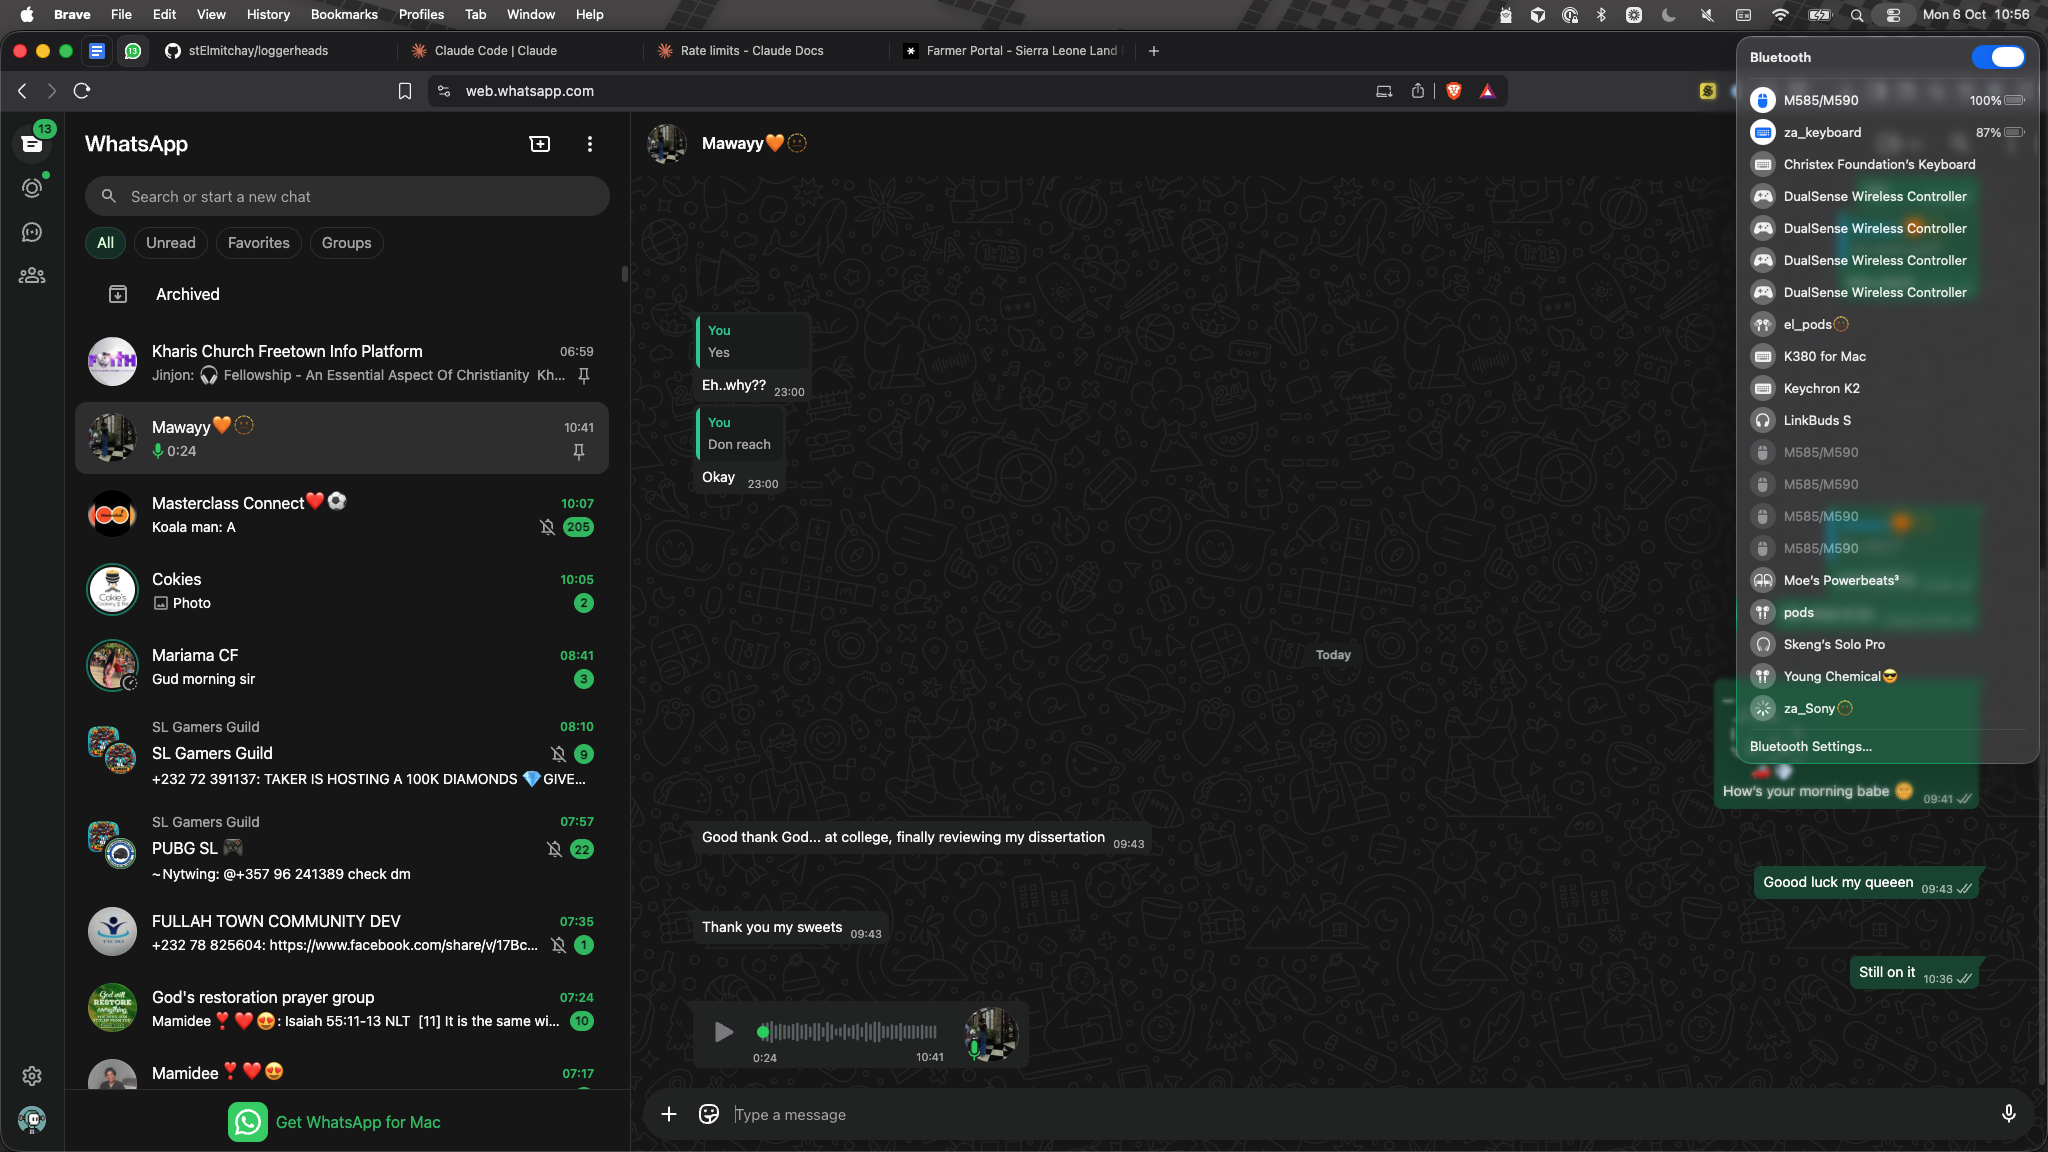 Brave File Edit View History Bookmarks Profiles Tab Window Help
Mon 6 Oct 10:56
13
stElmitchay/loggerheads
Claude Code | Claude
Rate limits - Claude Docs
Farmer Portal - Sierra Leone Land
web.whatsapp.com
13
WhatsApp
Search or start a new chat
All Unread Favorites Groups
Archived
Kharis Church Freetown Info Platform 06:59
Jinjon: 🎧 Fellowship - An Essential Aspect Of Christianity Kh...
Mawayy🧡 10:41
0:24
Masterclass Connect❤️⚽ 10:07
Koala man: A 205
Cokies 10:05
Photo 2
Mariama CF 08:41
Gud morning sir 3
SL Gamers Guild 08:10
SL Gamers Guild 9
+232 72 391137: TAKER IS HOSTING A 100K DIAMONDS 💎GIVE...
SL Gamers Guild 07:57
PUBG SL 🎮 22
~Nytwing: @+357 96 241389 check dm
FULLAH TOWN COMMUNITY DEV 07:35
+232 78 825604: https://www.facebook.com/share/v/17Bc... 1
God's restoration prayer group 07:24
Mamidee❣️❤️😍: Isaiah 55:11-13 NLT [11] It is the same wi... 10
Mamidee❣️❤️😍 07:17
Get WhatsApp for Mac
Mawayy🧡
You
Yes
Eh..why?? 23:00
You
Don reach
Okay 23:00
Today
How's your morning babe 09:41
Good thank God... at college, finally reviewing my dissertation 09:43
Goood luck my queeen 09:43
Thank you my sweets 09:43
Still on it 10:36
0:24 10:41
Type a message
Bluetooth
M585/M590 100%
za_keyboard 87%
Christex Foundation's Keyboard
DualSense Wireless Controller
DualSense Wireless Controller
DualSense Wireless Controller
DualSense Wireless Controller
el_pods
K380 for Mac
Keychron K2
LinkBuds S
M585/M590
M585/M590
M585/M590
M585/M590
Moe's Powerbeats³
pods
Skeng's Solo Pro
Young Chemical😎
za_Sony
Bluetooth Settings...